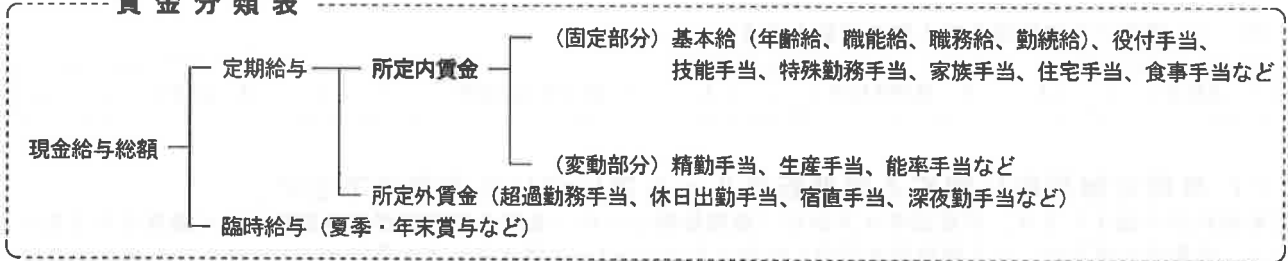 賃金分類表
(固定部分) 基本給(年齢給、職能給、職務給、勤続給)、役付手当、
定期給与 所定内賃金
技能手当、特殊勤務手当、家族手当、住宅手当、食事手当など
現金給与総額
(変動部分) 精勤手当、生産手当、能率手当など
所定外賃金(超過勤務手当、休日出勤手当、宿直手当、深夜勤手当など)
臨時給与(夏季・年末賞与など)